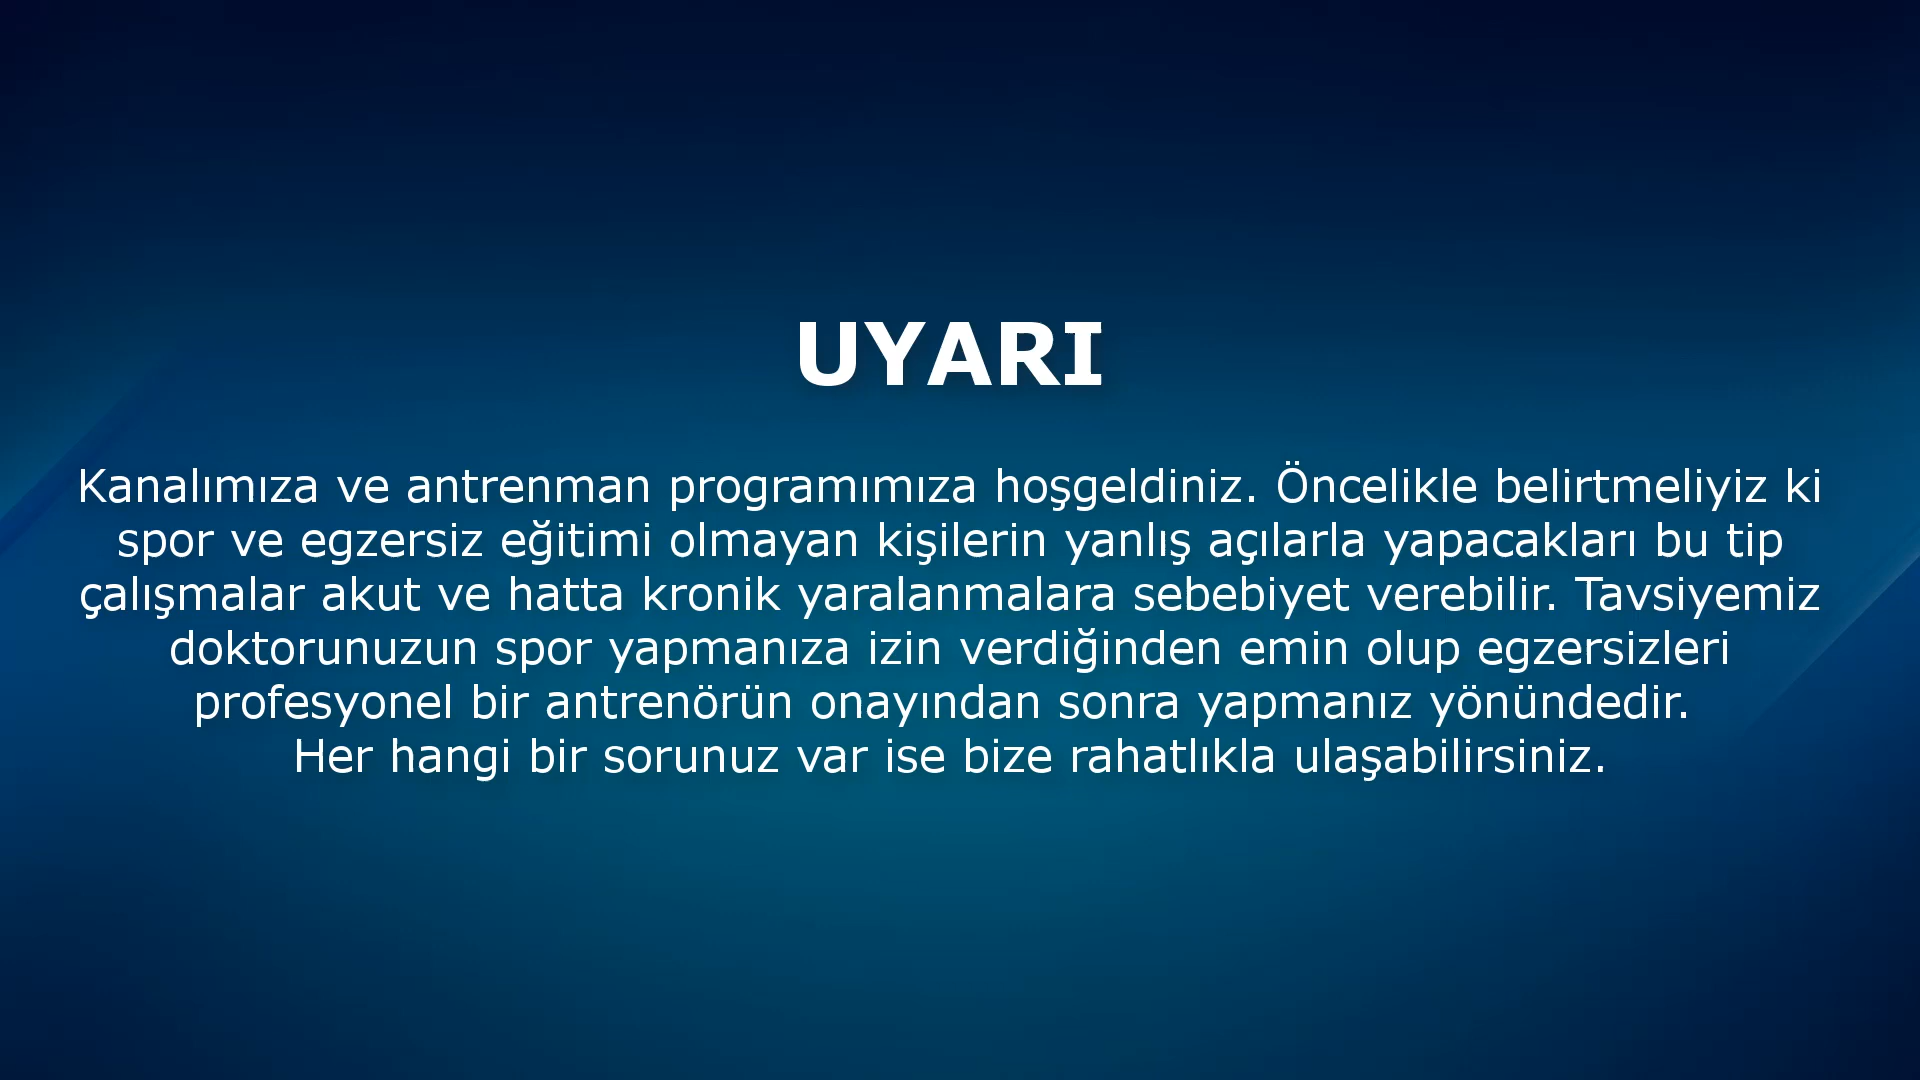 UYARI
Kanalımıza ve antrenman programımıza hoşgeldiniz. Öncelikle belirtmeliyiz ki
spor ve egzersiz eğitimi olmayan kişilerin yanlış açılarla yapacakları bu tip
çalışmalar akut ve hatta kronik yaralanmalara sebebiyet verebilir. Tavsiyemiz
doktorunuzun spor yapmanıza izin verdiğinden emin olup egzersizleri
profesyonel bir antrenörün onayından sonra yapmanız yönündedir.
Her hangi bir sorunuz var ise bize rahatlıkla ulaşabilirsiniz.